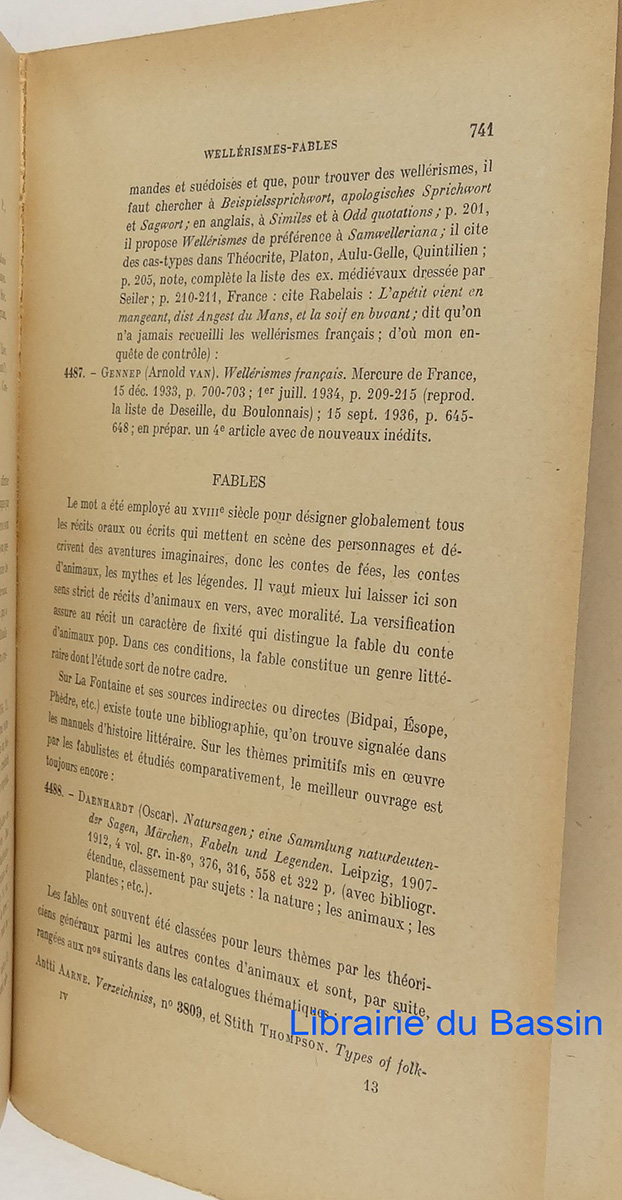 WELLÉRISMES-FABLES 741
mandes et suédoises et que, pour trouver des wellérismes, il
faut chercher à Beispielssprichwort, apologisches Sprichwort
et Sagwort; en anglais, à Similes et à Odd quotations; p. 201,
il propose Wellérismes de préférence à Samwelleriana; il cite
des cas-types dans Théocrite, Platon, Aulu-Gelle, Quintilien;
p. 205, note, complète la liste des ex. médiévaux dressée par
Seiler; p. 210-211, France : cite Rabelais : L'apétit vient en
mangeant, dist Angest du Mans, et la soif en buvant; dit qu'on
n'a jamais recueilli les wellérismes français; d'où mon en-
quête de contrôle) :
4487. – GENNEP (Arnold VAN). Wellérismes français. Mercure de France,
15 déc. 1933, p. 700-703; 1er juill. 1934, p. 209-215 (reprod.
la liste de Deseille, du Boulonnais); 15 sept. 1936, p. 645-
648; en prépar. un 4e article avec de nouveaux inédits.
FABLES
Le mot a été employé au XVIIIe siècle pour désigner globalement tous
les récits oraux ou écrits qui mettent en scène des personnages et dé-
crivent des aventures imaginaires, donc les contes de fées, les contes
d'animaux, les mythes et les légendes. Il vaut mieux lui laisser ici son
sens strict de récits d'animaux en vers, avec moralité. La versification
assure au récit un caractère de fixité qui distingue la fable du conte
d'animaux pop. Dans ces conditions, la fable constitue un genre litté-
raire dont l'étude sort de notre cadre.
Sur La Fontaine et ses sources indirectes ou directes (Bidpai, Ésope,
Phèdre, etc.) existe toute une bibliographie, qu'on trouve signalée dans
les manuels d'histoire littéraire. Sur les thèmes primitifs mis en œuvre
par les fabulistes et étudiés comparativement, le meilleur ouvrage est
toujours encore :
4488. – DAENHARDT (Oscar). Natursagen; eine Sammlung naturdeuten-
der Sagen, Märchen, Fabeln und Legenden. Leipzig, 1907-
1912, 4 vol. gr. in-8º, 376, 316, 558 et 322 p. (avec bibliogr.
étendue, classement par sujets : la nature; les animaux; les
plantes; etc.).
Les fables ont souvent été classées pour leurs thèmes par les théori-
ciens généraux parmi les autres contes d'animaux et sont, par suite,
rangées aux nos suivants dans les catalogues thématiques :
Antti AARNE. Verzeichniss, nº 3809, et Stith THOMPSON. Types of folk-
IV 13
Librairie du Bassin